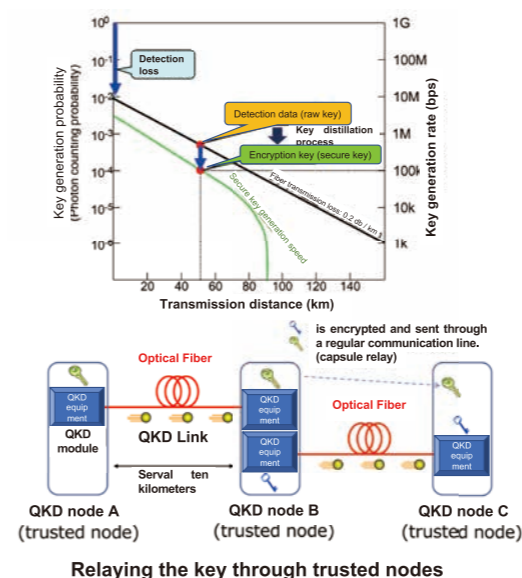 10⁰
1G
Detection
loss
10-1
100M
10-2
10M
Detection data (raw key)
10-3
Key distillation
process
1M
Encryption key (secure key)
10-4
100k
Secure key generation speed
Fiber transmission loss: 0.2 db / km
10-5
10k
1k
Key generation probability
(Photon counting probability)
Key generation rate (bps)
20 40 60 80 100 120 140
Transmission distance (km)
is encrypted and sent through
a regular communication line.
(capsule relay)
Optical Fiber
QKD
equip
ment
QKD
module
QKD Link
QKD
equip
ment
QKD
equip
ment
Optical Fiber
QKD
equip
ment
Serval ten
kilometers
QKD node A
(trusted node)
QKD node B
(trusted node)
QKD node C
(trusted node)
Relaying the key through trusted nodes